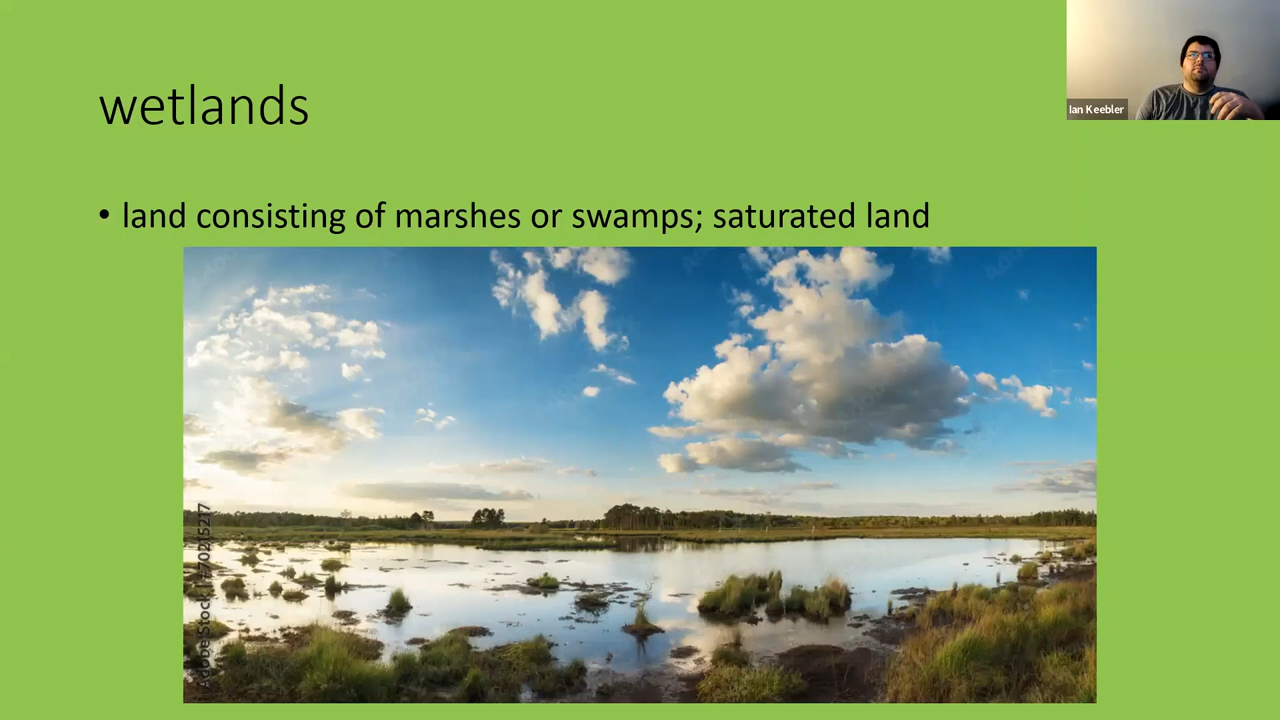 wetlands
Ian Keebler
• land consisting of marshes or swamps; saturated land